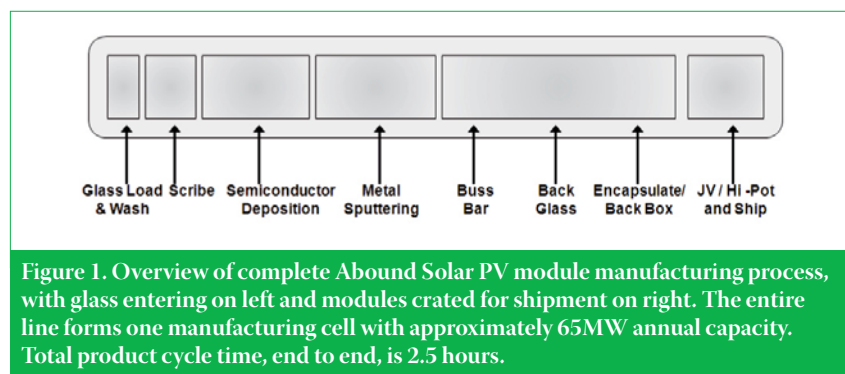 Glass Load Scribe Semiconductor Metal Buss Back Encapsulate/ JV / Hi -Pot
& Wash Deposition Sputtering Bar Glass Back Box and Ship
Figure 1. Overview of complete Abound Solar PV module manufacturing process,
with glass entering on left and modules crated for shipment on right. The entire
line forms one manufacturing cell with approximately 65MW annual capacity.
Total product cycle time, end to end, is 2.5 hours.